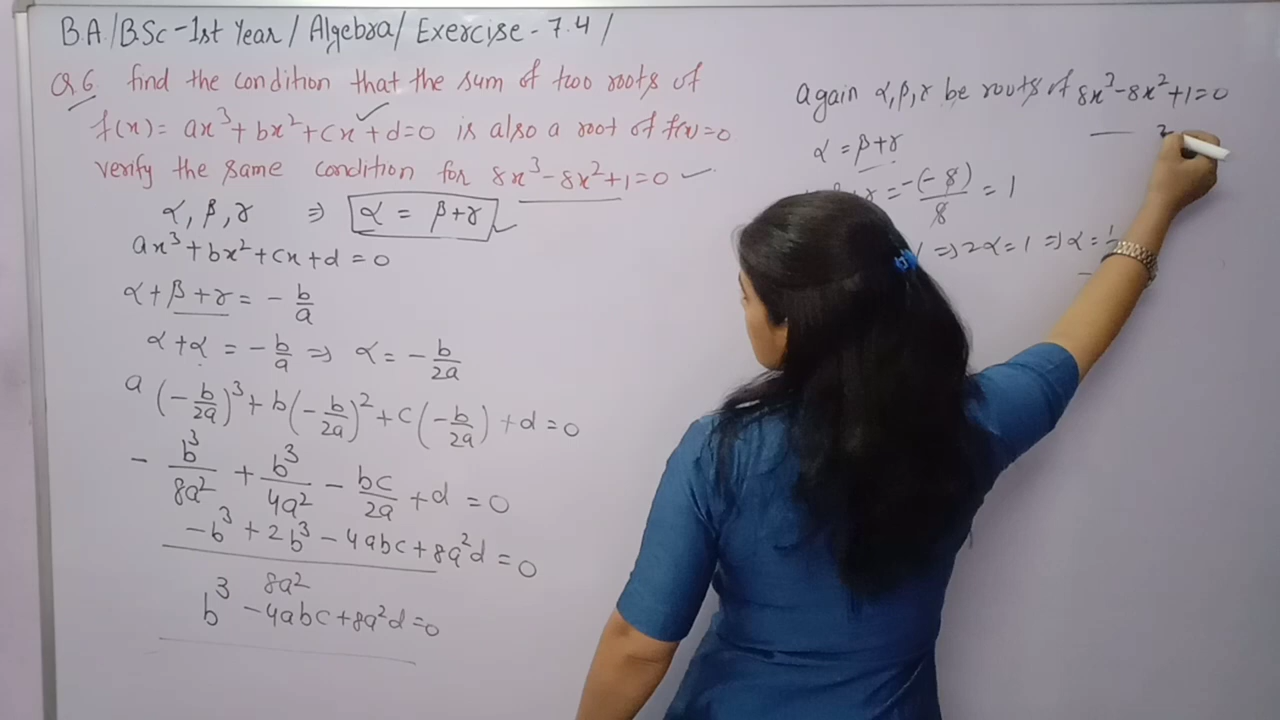 B.A./B.Sc-1st Year/ Algebra/ Exercise-7.4/
Q6. find the condition that the sum of two roots of
f(x)= ax³+bx²+cx+d=0 is also a root of f(x)=0
verify the same condition for 8x³-8x²+1=0
α, β, γ ⇒ α = β+γ
ax³+bx²+cx+d=0
α+β+γ = -b/a
α+α = -b/a ⇒ α = -b/2a
a(-b/2a)³+b(-b/2a)²+c(-b/2a)+d=0
-b³/8a²+b³/4a²-bc/2a+d=0
-b³+2b³-4abc+8a²d=0
8a²
b³-4abc+8a²d=0
again α,β,γ be roots of 8x³-8x²+1=0
α=β+γ
γ=-(-8)/8=1
⇒2α=1⇒α=